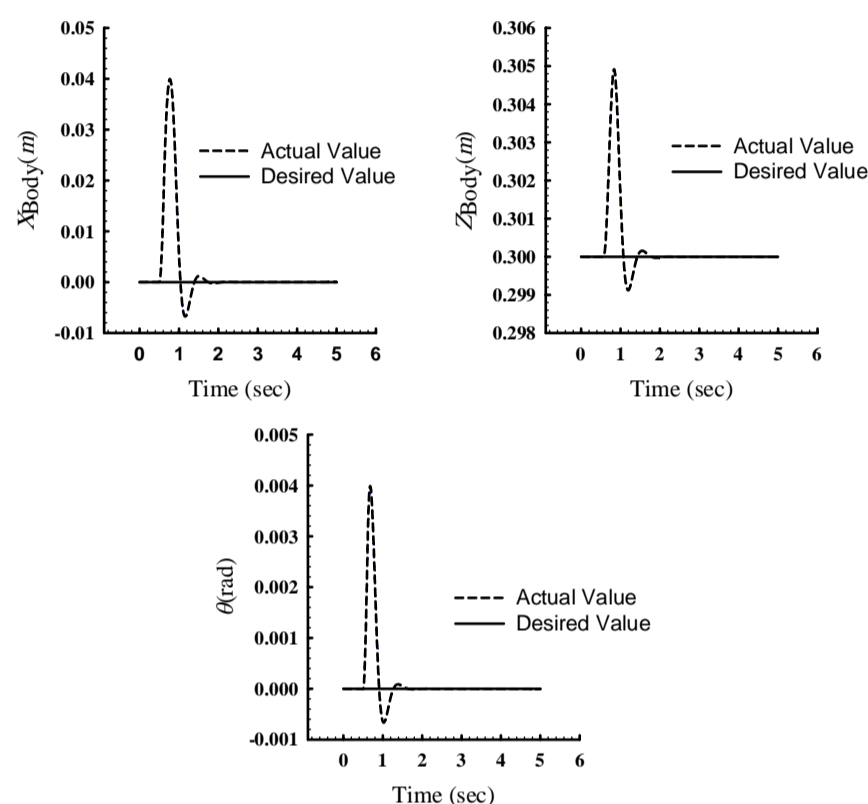 0.05
0.04
0.03
0.02
0.01
0.00
-0.01
XBody(m)
Actual Value
Desired Value
0 1 2 3 4 5 6
Time (sec)
0.306
0.305
0.304
0.303
0.302
0.301
0.300
0.299
0.298
ZBody(m)
Actual Value
Desired Value
0 1 2 3 4 5 6
Time (sec)
0.005
0.004
0.003
0.002
0.001
0.000
-0.001
θ(rad)
Actual Value
Desired Value
0 1 2 3 4 5 6
Time (sec)